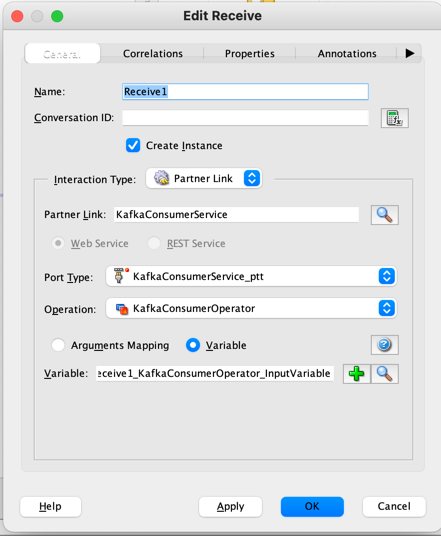 Edit Receive
General Correlations Properties Annotations
Name: Receive1
Conversation ID:
Create Instance
Interaction Type: Partner Link
Partner Link: KafkaConsumerService
Web Service REST Service
Port Type: KafkaConsumerService_ptt
Operation: KafkaConsumerOperator
Arguments Mapping Variable
Variable: eceive1_KafkaConsumerOperator_InputVariable
Help Apply OK Cancel